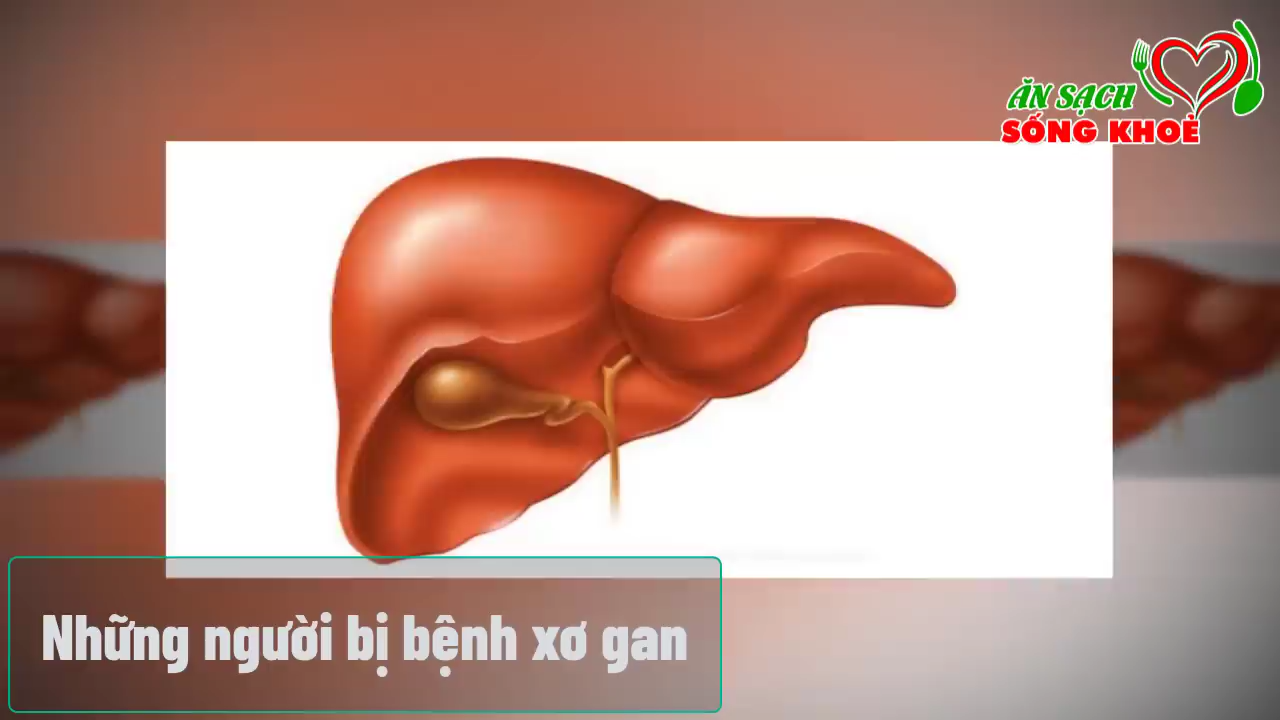 ĂN SẠCH
SỐNG KHOẺ
Những người bị bệnh xơ gan